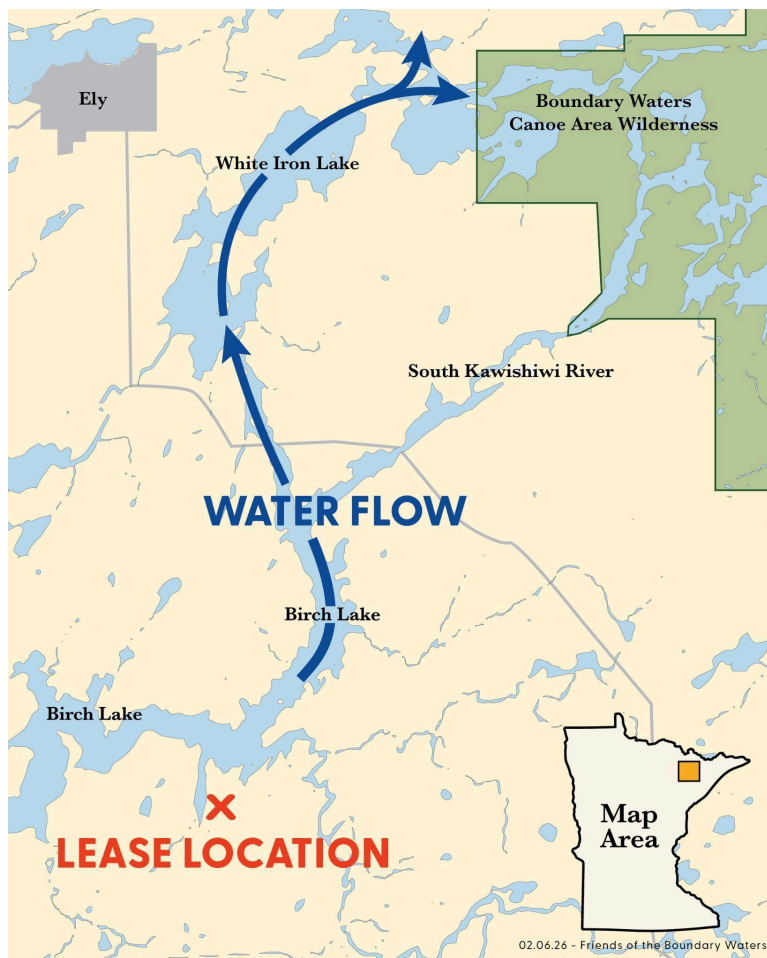 Ely
Boundary Waters
Canoe Area Wilderness
White Iron Lake
South Kawishiwi River
WATER FLOW
Birch Lake
Birch Lake
LEASE LOCATION
Map
Area
02.06.26 - Friends of the Boundary Waters